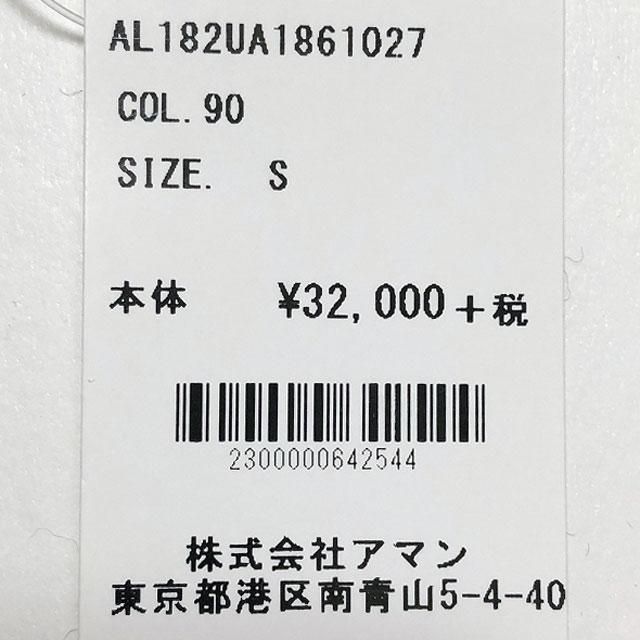 AL182UA1861027
COL. 90
SIZE. S
本体 ¥32,000+税
2300000642544
株式会社アマン
東京都港区南青山5-4-40